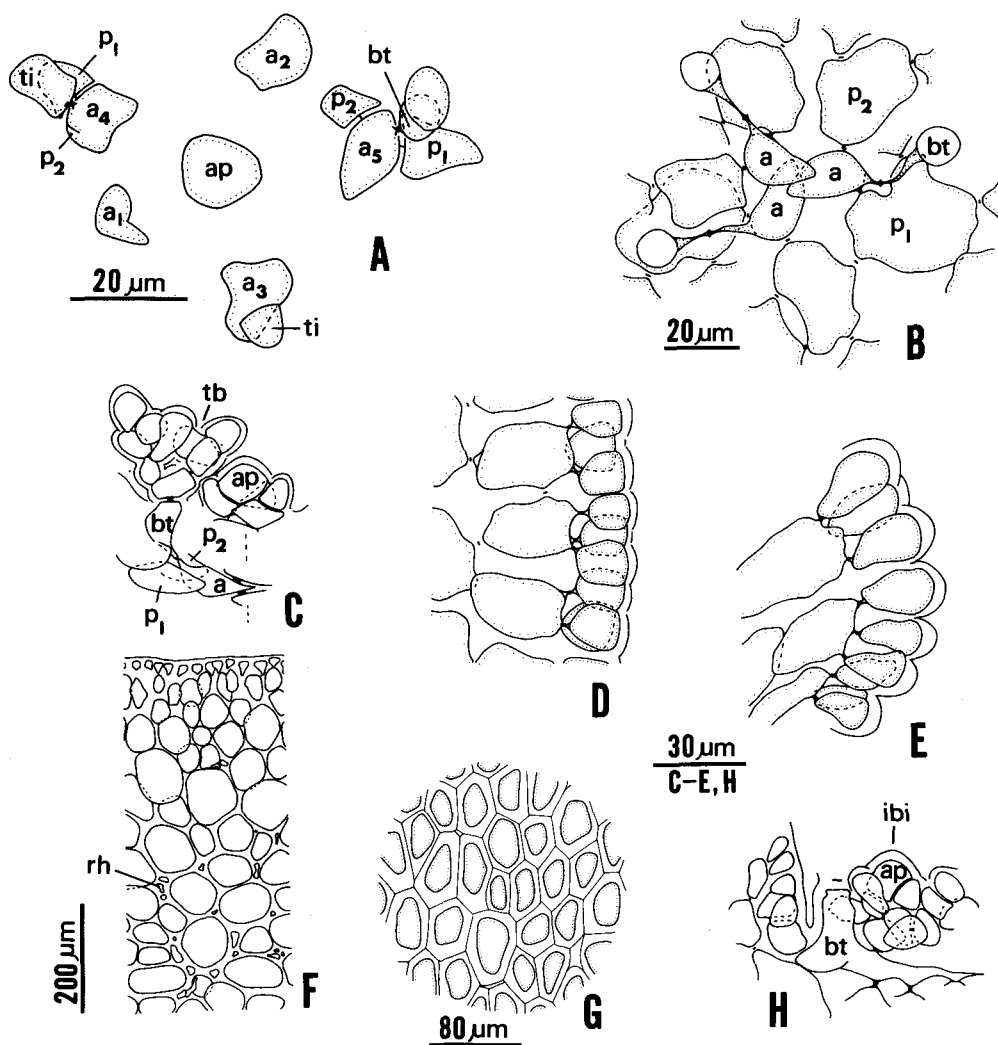 p₁
ti
a₄
p₂
a₂
ap
a₁
a₃
ti
bt
p₂
a₅
p₁
A
20 µm
p₂
bt
a
a
a
p₁
B
20 µm
tb
ap
bt
p₂
a
p₁
C
D
E
30 µm
C–E, H
rh
200 µm
F
G
80 µm
ibi
ap
bt
H